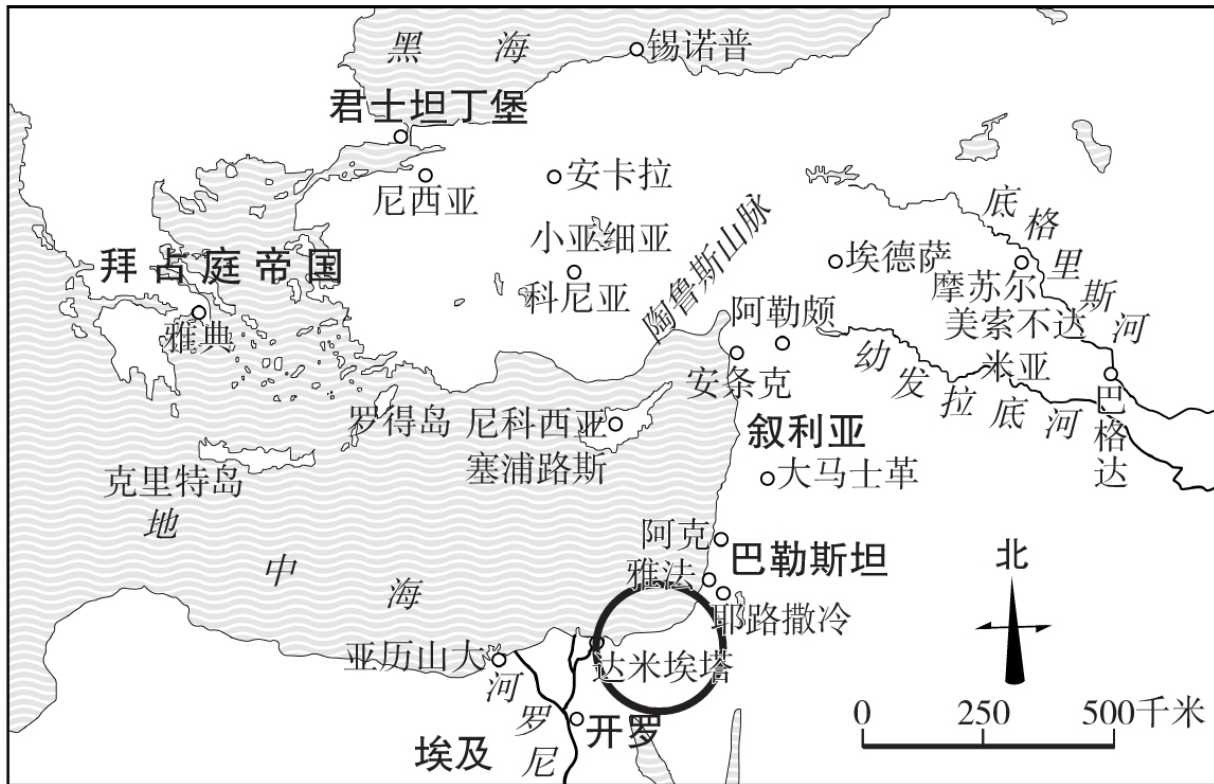 黑海
锡诺普
君士坦丁堡
尼西亚
安卡拉
底格里斯河
小亚细亚
陶鲁斯山脉
埃德萨
拜占庭帝国
科尼亚
摩苏尔
雅典
阿勒颇
美索不达
米亚
幼发拉底河
安条克
巴格达
罗得岛
尼科西亚
叙利亚
塞浦路斯
克里特岛
大马士革
地中海
阿克
巴勒斯坦
北
雅法
耶路撒冷
亚历山大
达米埃塔
尼罗河
开罗
埃及
0 250 500千米